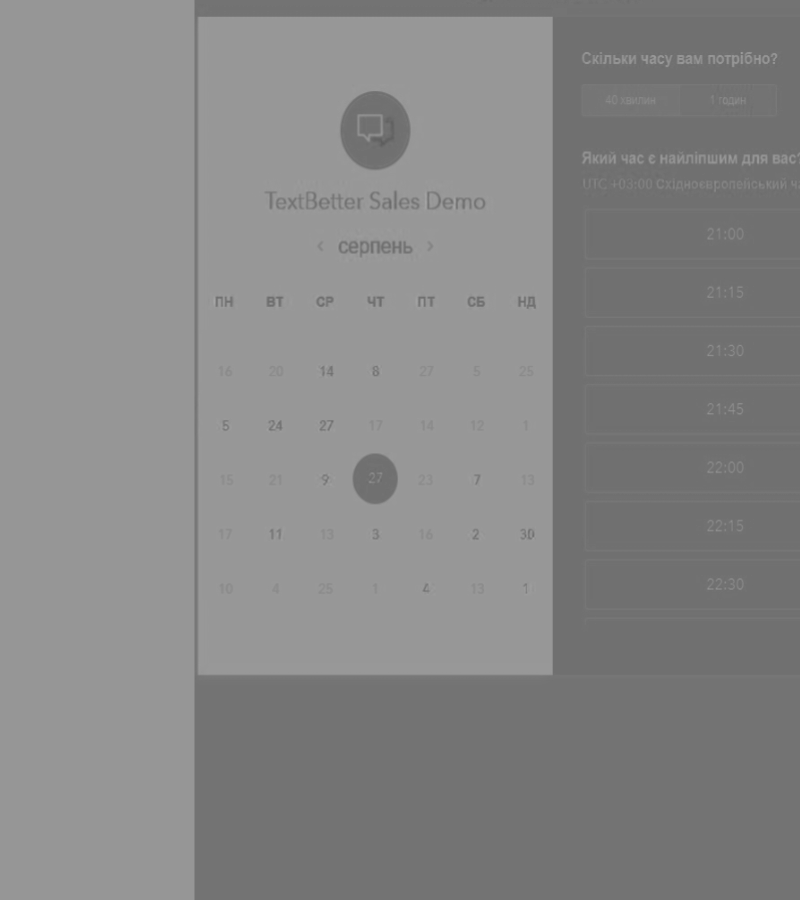 TextBetter Sales Demo
‹ серпень ›
ПН ВТ СР ЧТ ПТ СБ НД
16 20 14 8 27 5 25
5 24 27 17 14 12 1
15 21 9 27 23 7 13
17 11 13 3 16 2 30
10 4 25 1 4 13 1
Скільки часу вам потрібно?
40 хвилин 1 годин
Який час є найліпшим для вас?
UTC +03:00 Східноєвропейський
21:00
21:15
21:30
21:45
22:00
22:15
22:30